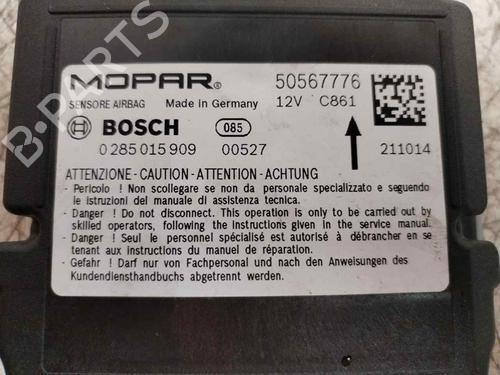 MOPAR® 50567776
SENSORE AIRBAG Made in Germany 12V C861
BOSCH 085
0 285 015 909 00527 211014
ATTENZIONE - CAUTION - ATTENTION - ACHTUNG
- Pericolo ! Non scollegare se non da personale specializzato e seguendo
le istruzioni del manuale di assistenza tecnica.
- Danger ! Do not disconnect. This operation is only to be carried out by
skilled operators, following the instructions given in the service manual.
- Danger ! Seul le personnel spécialisé est autorisé à débrancher en se
tenant aux instructions du manuel de réparation.
- Gefahr ! Darf nur von Fachpersonal und nach den Anweisungen des
Kundendiensthandbuchs abgetrennt werden.
B-PARTS